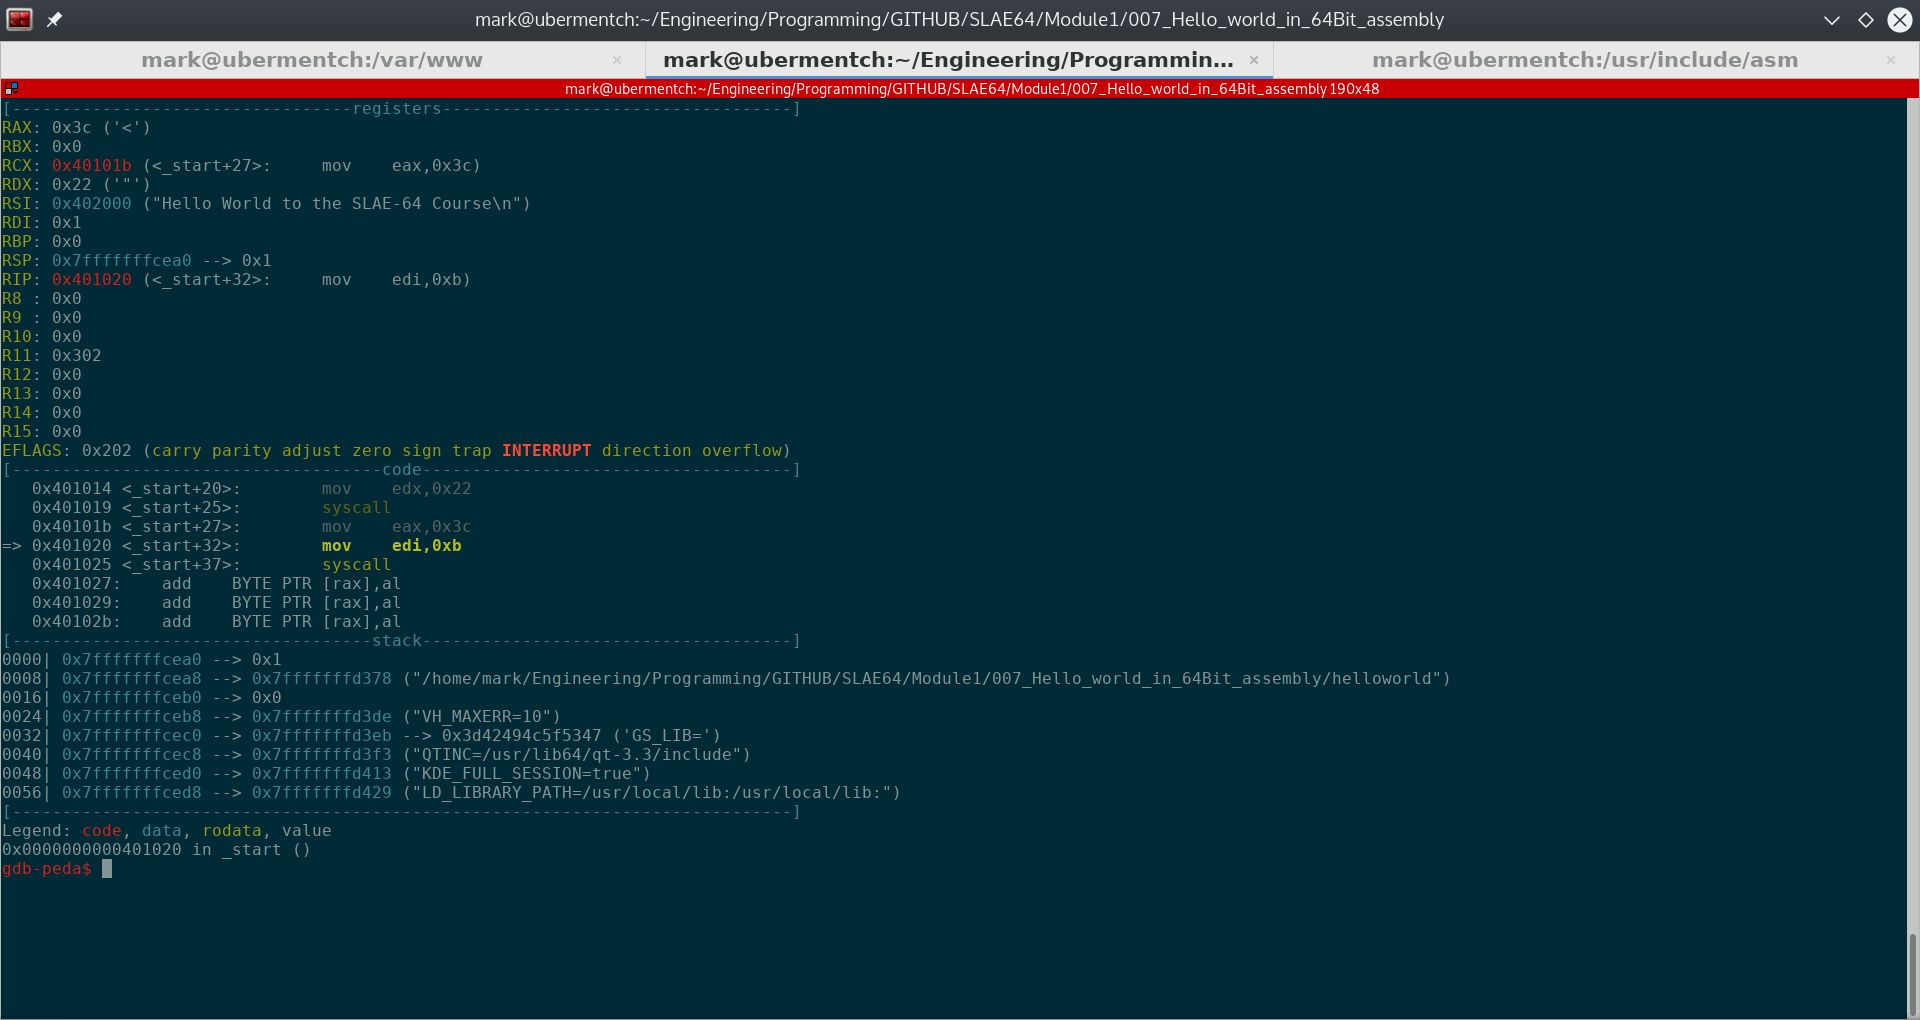 mark@ubermentch:~/Engineering/Programming/GITHUB/SLAE64/Module1/007_Hello_world_in_64Bit_assembly
mark@ubermentch:/var/www × mark@ubermentch:~/Engineering/Programmin... × mark@ubermentch:/usr/include/asm ×
mark@ubermentch:~/Engineering/Programming/GITHUB/SLAE64/Module1/007_Hello_world_in_64Bit_assembly 190x48
[----------------------------------registers-----------------------------------]
RAX: 0x3c ('<')
RBX: 0x0
RCX: 0x40101b (<_start+27>:     mov    eax,0x3c)
RDX: 0x22 ('"')
RSI: 0x402000 ("Hello World to the SLAE-64 Course\n")
RDI: 0x1
RBP: 0x0
RSP: 0x7fffffffcea0 --> 0x1
RIP: 0x401020 (<_start+32>:     mov    edi,0xb)
R8 : 0x0
R9 : 0x0
R10: 0x0
R11: 0x302
R12: 0x0
R13: 0x0
R14: 0x0
R15: 0x0
EFLAGS: 0x202 (carry parity adjust zero sign trap INTERRUPT direction overflow)
[-------------------------------------code-------------------------------------]
   0x401014 <_start+20>:        mov    edx,0x22
   0x401019 <_start+25>:        syscall
   0x40101b <_start+27>:        mov    eax,0x3c
=> 0x401020 <_start+32>:        mov    edi,0xb
   0x401025 <_start+37>:        syscall
   0x401027:    add    BYTE PTR [rax],al
   0x401029:    add    BYTE PTR [rax],al
   0x40102b:    add    BYTE PTR [rax],al
[------------------------------------stack-------------------------------------]
0000| 0x7fffffffcea0 --> 0x1
0008| 0x7fffffffcea8 --> 0x7fffffffd378 ("/home/mark/Engineering/Programming/GITHUB/SLAE64/Module1/007_Hello_world_in_64Bit_assembly/helloworld")
0016| 0x7fffffffceb0 --> 0x0
0024| 0x7fffffffceb8 --> 0x7fffffffd3de ("VH_MAXERR=10")
0032| 0x7fffffffcec0 --> 0x7fffffffd3eb --> 0x3d42494c5f5347 ('GS_LIB=')
0040| 0x7fffffffcec8 --> 0x7fffffffd3f3 ("QTINC=/usr/lib64/qt-3.3/include")
0048| 0x7fffffffced0 --> 0x7fffffffd413 ("KDE_FULL_SESSION=true")
0056| 0x7fffffffced8 --> 0x7fffffffd429 ("LD_LIBRARY_PATH=/usr/local/lib:/usr/local/lib:")
[------------------------------------------------------------------------------]
Legend: code, data, rodata, value
0x0000000000401020 in _start ()
gdb-peda$